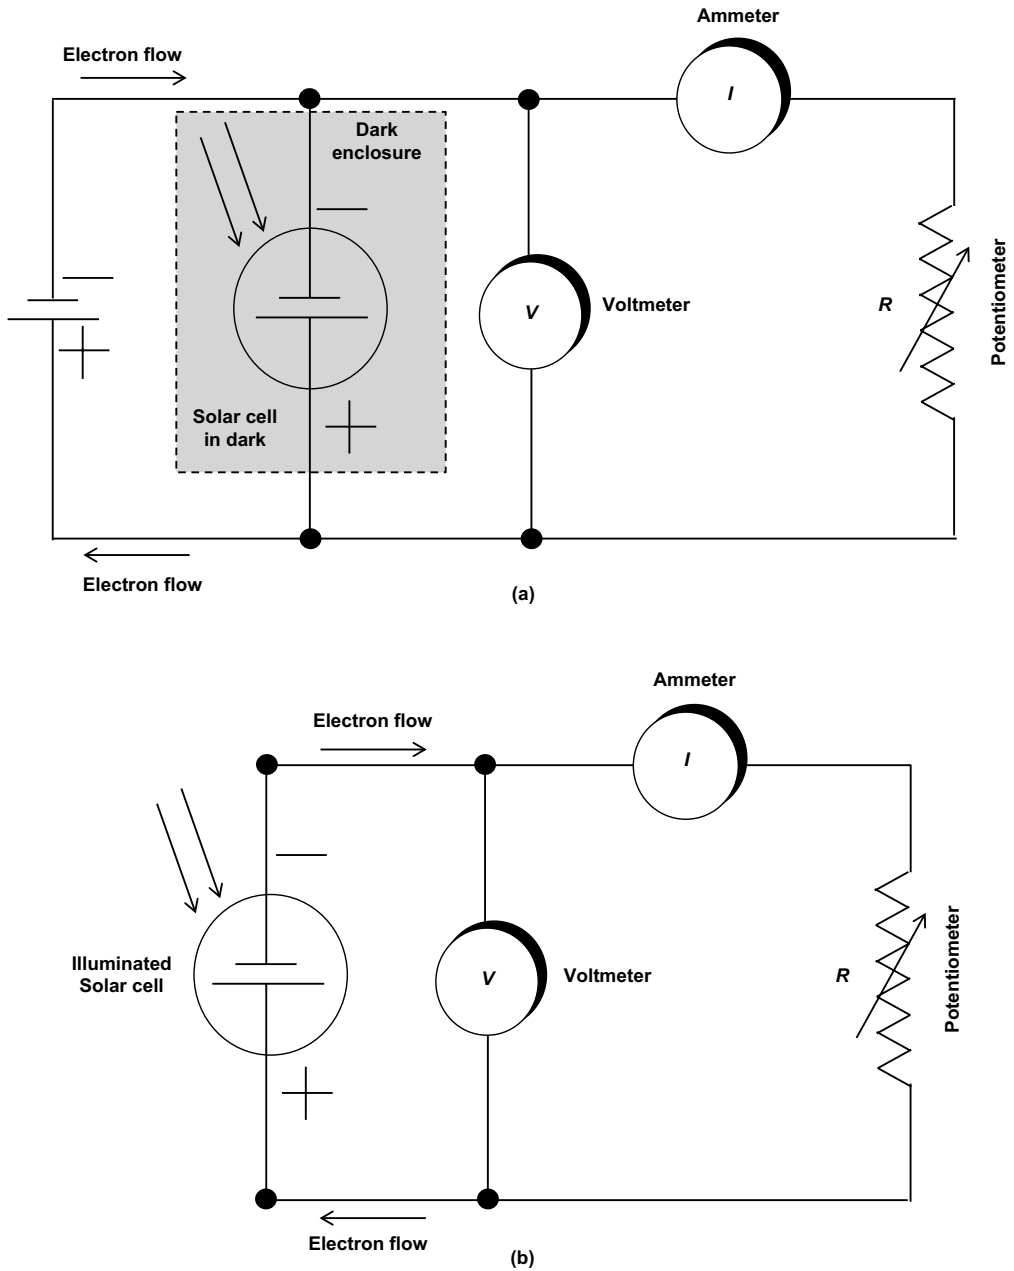 Ammeter
Electron flow
I
Dark
enclosure
R
Potentiometer
V
Voltmeter
Solar cell
in dark
Electron flow
(a)
Ammeter
Electron flow
I
Illuminated
Solar cell
V
Voltmeter
R
Potentiometer
Electron flow
(b)